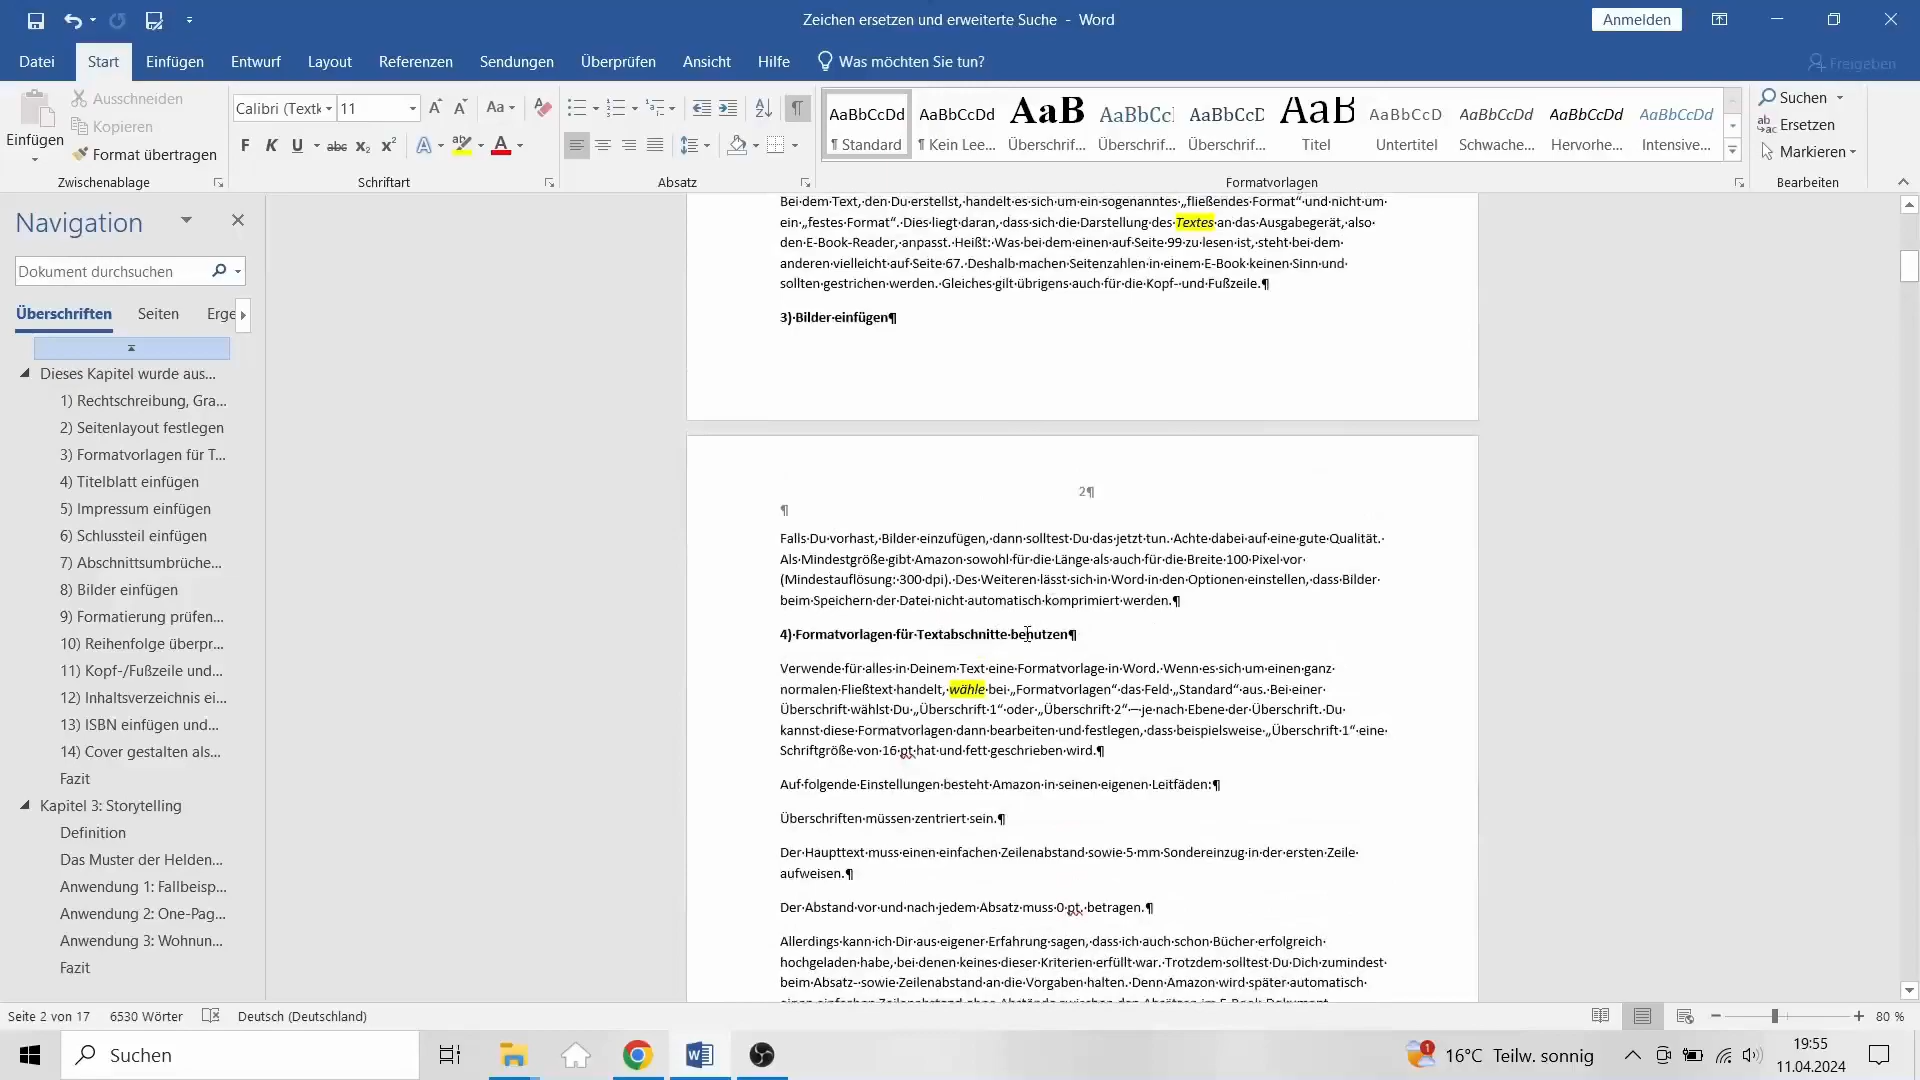 Zeichen ersetzen und erweiterte Suche - Word
Anmelden
Datei Start Einfügen Entwurf Layout Referenzen Sendungen Überprüfen Ansicht Hilfe Was möchten Sie tun? Freigeben
Einfügen
Ausschneiden
Kopieren
Format übertragen
Zwischenablage
Calibri (Textk 11
Aa
F K U abc x₂ x²
Schriftart
Absatz
AaBbCcDd AaBbCcDd AaB AaBbCc AaBbCcD AaB AaBbCcD AaBbCcDd AaBbCcDd AaBbCcDd
¶ Standard ¶ Kein Lee... Überschrif... Überschrif... Überschrif... Titel Untertitel Schwache... Hervorhe... Intensive...
Formatvorlagen
Suchen
Ersetzen
Markieren
Bearbeiten
Navigation
Dokument durchsuchen
Überschriften Seiten Erge
Dieses Kapitel wurde aus...
1) Rechtschreibung, Gra...
2) Seitenlayout festlegen
3) Formatvorlagen für T...
4) Titelblatt einfügen
5) Impressum einfügen
6) Schlussteil einfügen
7) Abschnittsumbrüche...
8) Bilder einfügen
9) Formatierung prüfen...
10) Reihenfolge überpr...
11) Kopf-/Fußzeile und...
12) Inhaltsverzeichnis ei...
13) ISBN einfügen und...
14) Cover gestalten als...
Fazit
Kapitel 3: Storytelling
Definition
Das Muster der Helden...
Anwendung 1: Fallbeisp...
Anwendung 2: One-Pag...
Anwendung 3: Wohnun...
Fazit
Bei·dem·Text,·den·Du·erstellst,·handelt·es·sich·um·ein·sogenanntes·„fließendes·Format“·und·nicht·um·
ein·„festes·Format“.·Dies·liegt·daran,·dass·sich·die·Darstellung·des·Textes·an·das·Ausgabegerät,·also·
den·E-Book-Reader,·anpasst.·Heißt:·Was·bei·dem·einen·auf·Seite·99·zu·lesen·ist,·steht·bei·dem·
anderen·vielleicht·auf·Seite·67.·Deshalb·machen·Seitenzahlen·in·einem·E-Book·keinen·Sinn·und·
sollten·gestrichen·werden.·Gleiches·gilt·übrigens·auch·für·die·Kopf-·und·Fußzeile.¶
3)·Bilder·einfügen¶
2¶
¶
Falls·Du·vorhast,·Bilder·einzufügen,·dann·solltest·Du·das·jetzt·tun.·Achte·dabei·auf·eine·gute·Qualität.·
Als·Mindestgröße·gibt·Amazon·sowohl·für·die·Länge·als·auch·für·die·Breite·100·Pixel·vor·
(Mindestauflösung:·300·dpi).·Des·Weiteren·lässt·sich·in·Word·in·den·Optionen·einstellen,·dass·Bilder·
beim·Speichern·der·Datei·nicht·automatisch·komprimiert·werden.¶
4)·Formatvorlagen·für·Textabschnitte·benutzen¶
Verwende·für·alles·in·Deinem·Text·eine·Formatvorlage·in·Word.·Wenn·es·sich·um·einen·ganz·
normalen·Fließtext·handelt,·wähle·bei·„Formatvorlagen“·das·Feld·„Standard“·aus.·Bei·einer·
Überschrift·wählst·Du·„Überschrift·1“·oder·„Überschrift·2“·–·je·nach·Ebene·der·Überschrift.·Du·
kannst·diese·Formatvorlagen·dann·bearbeiten·und·festlegen,·dass·beispielsweise·„Überschrift·1“·eine·
Schriftgröße·von·16·pt·hat·und·fett·geschrieben·wird.¶
Auf·folgende·Einstellungen·besteht·Amazon·in·seinen·eigenen·Leitfäden:¶
Überschriften·müssen·zentriert·sein.¶
Der·Haupttext·muss·einen·einfachen·Zeilenabstand·sowie·5·mm·Sondereinzug·in·der·ersten·Zeile·
aufweisen.¶
Der·Abstand·vor·und·nach·jedem·Absatz·muss·0·pt.·betragen.¶
Allerdings·kann·ich·Dir·aus·eigener·Erfahrung·sagen,·dass·ich·auch·schon·Bücher·erfolgreich·
hochgeladen·habe,·bei·denen·keines·dieser·Kriterien·erfüllt·war.·Trotzdem·solltest·Du·Dich·zumindest·
beim·Absatz-·sowie·Zeilenabstand·an·die·Vorgaben·halten.·Denn·Amazon·wird·später·automatisch·
Seite 2 von 17 6530 Wörter Deutsch (Deutschland) 80 %
Suchen
1 16°C Teilw. sonnig
19:55
11.04.2024